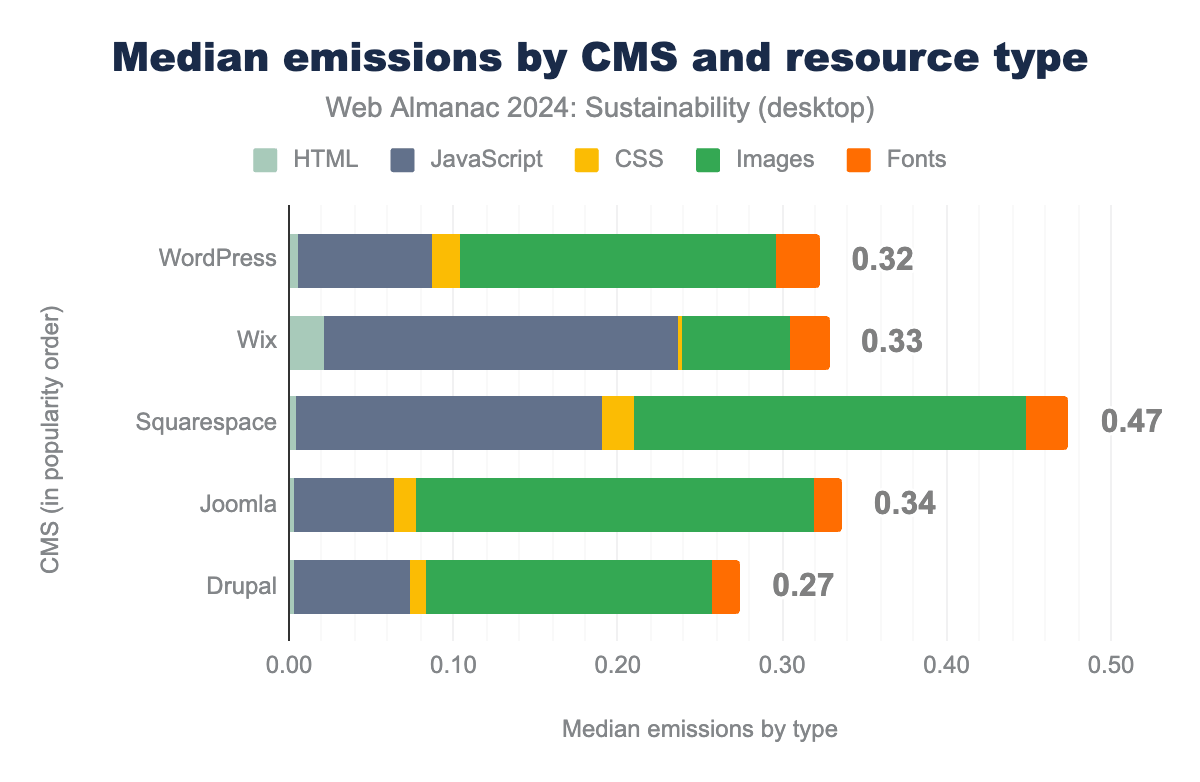 Median emissions by CMS and resource type
Web Almanac 2024: Sustainability (desktop)
HTML JavaScript CSS Images Fonts
CMS (in popularity order)
WordPress 0.32
Wix 0.33
Squarespace 0.47
Joomla 0.34
Drupal 0.27
0.00 0.10 0.20 0.30 0.40 0.50
Median emissions by type